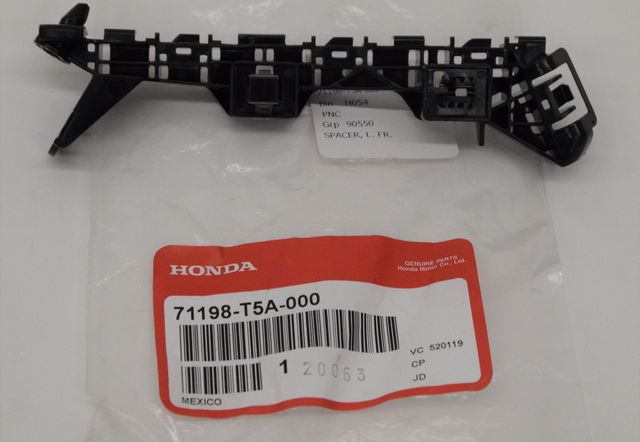 Bin H054
PNC
Grp 90550
SPACER, L. FR.
HONDA
GENUINE PARTS
Honda Motor Co., Ltd.
71198-T5A-000
1 20063
VC 520119
CP
JD
MEXICO